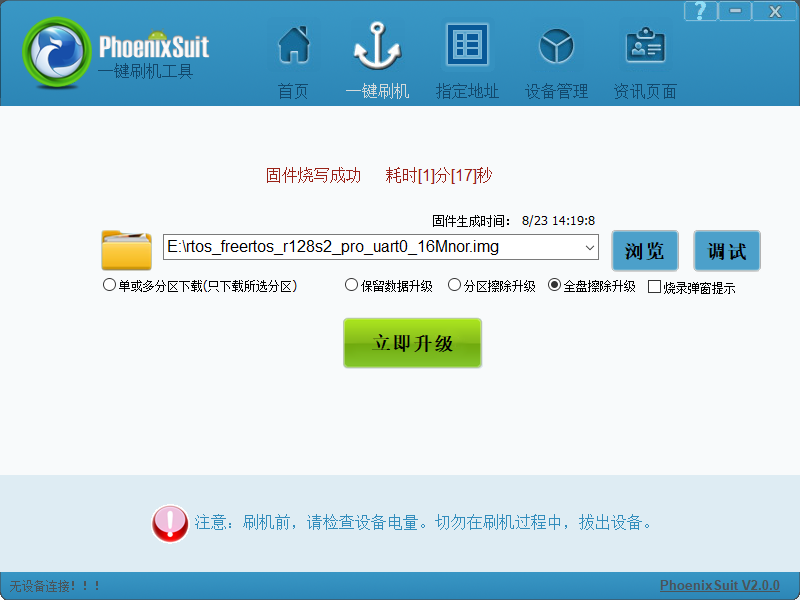 PhoenixSuit
一键刷机工具
? － X
首页 一键刷机 指定地址 设备管理 资讯页面
固件烧写成功 耗时[1]分[17]秒
固件生成时间： 8/23 14:19:8
E:\rtos_freertos_r128s2_pro_uart0_16Mnor.img 浏览 调试
单或多分区下载(只下载所选分区) 保留数据升级 分区擦除升级 全盘擦除升级 烧录弹窗提示
立即升级
注意：刷机前，请检查设备电量。切勿在刷机过程中，拔出设备。
无设备连接！！！ PhoenixSuit V2.0.0